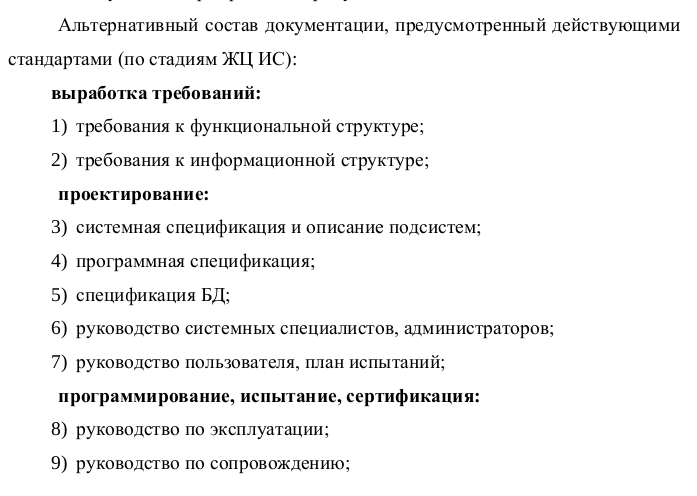 Альтернативный состав документации, предусмотренный действующими
стандартами (по стадиям ЖЦ ИС):
выработка требований:
1) требования к функциональной структуре;
2) требования к информационной структуре;
проектирование:
3) системная спецификация и описание подсистем;
4) программная спецификация;
5) спецификация БД;
6) руководство системных специалистов, администраторов;
7) руководство пользователя, план испытаний;
программирование, испытание, сертификация:
8) руководство по эксплуатации;
9) руководство по сопровождению;